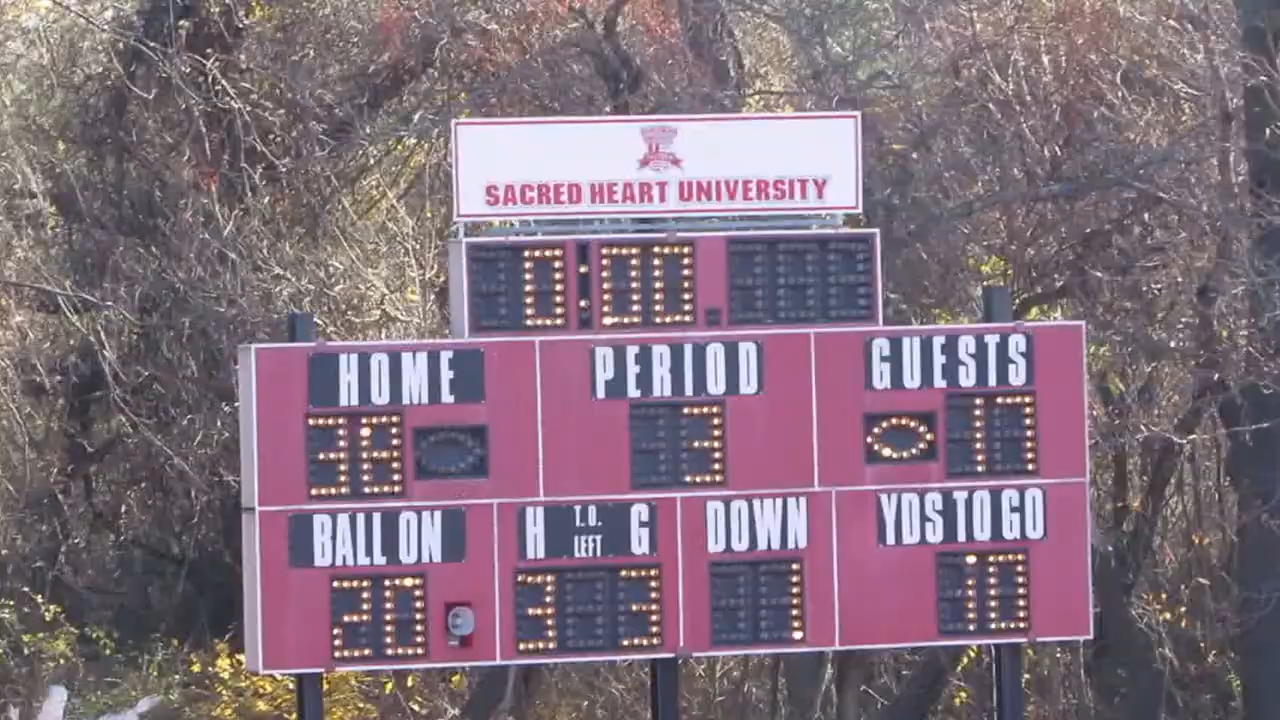 SACRED HEART UNIVERSITY
0:00
HOME PERIOD GUESTS
38 3 17
BALL ON H T.O. LEFT G DOWN YDS TO GO
20 3 3 1 10